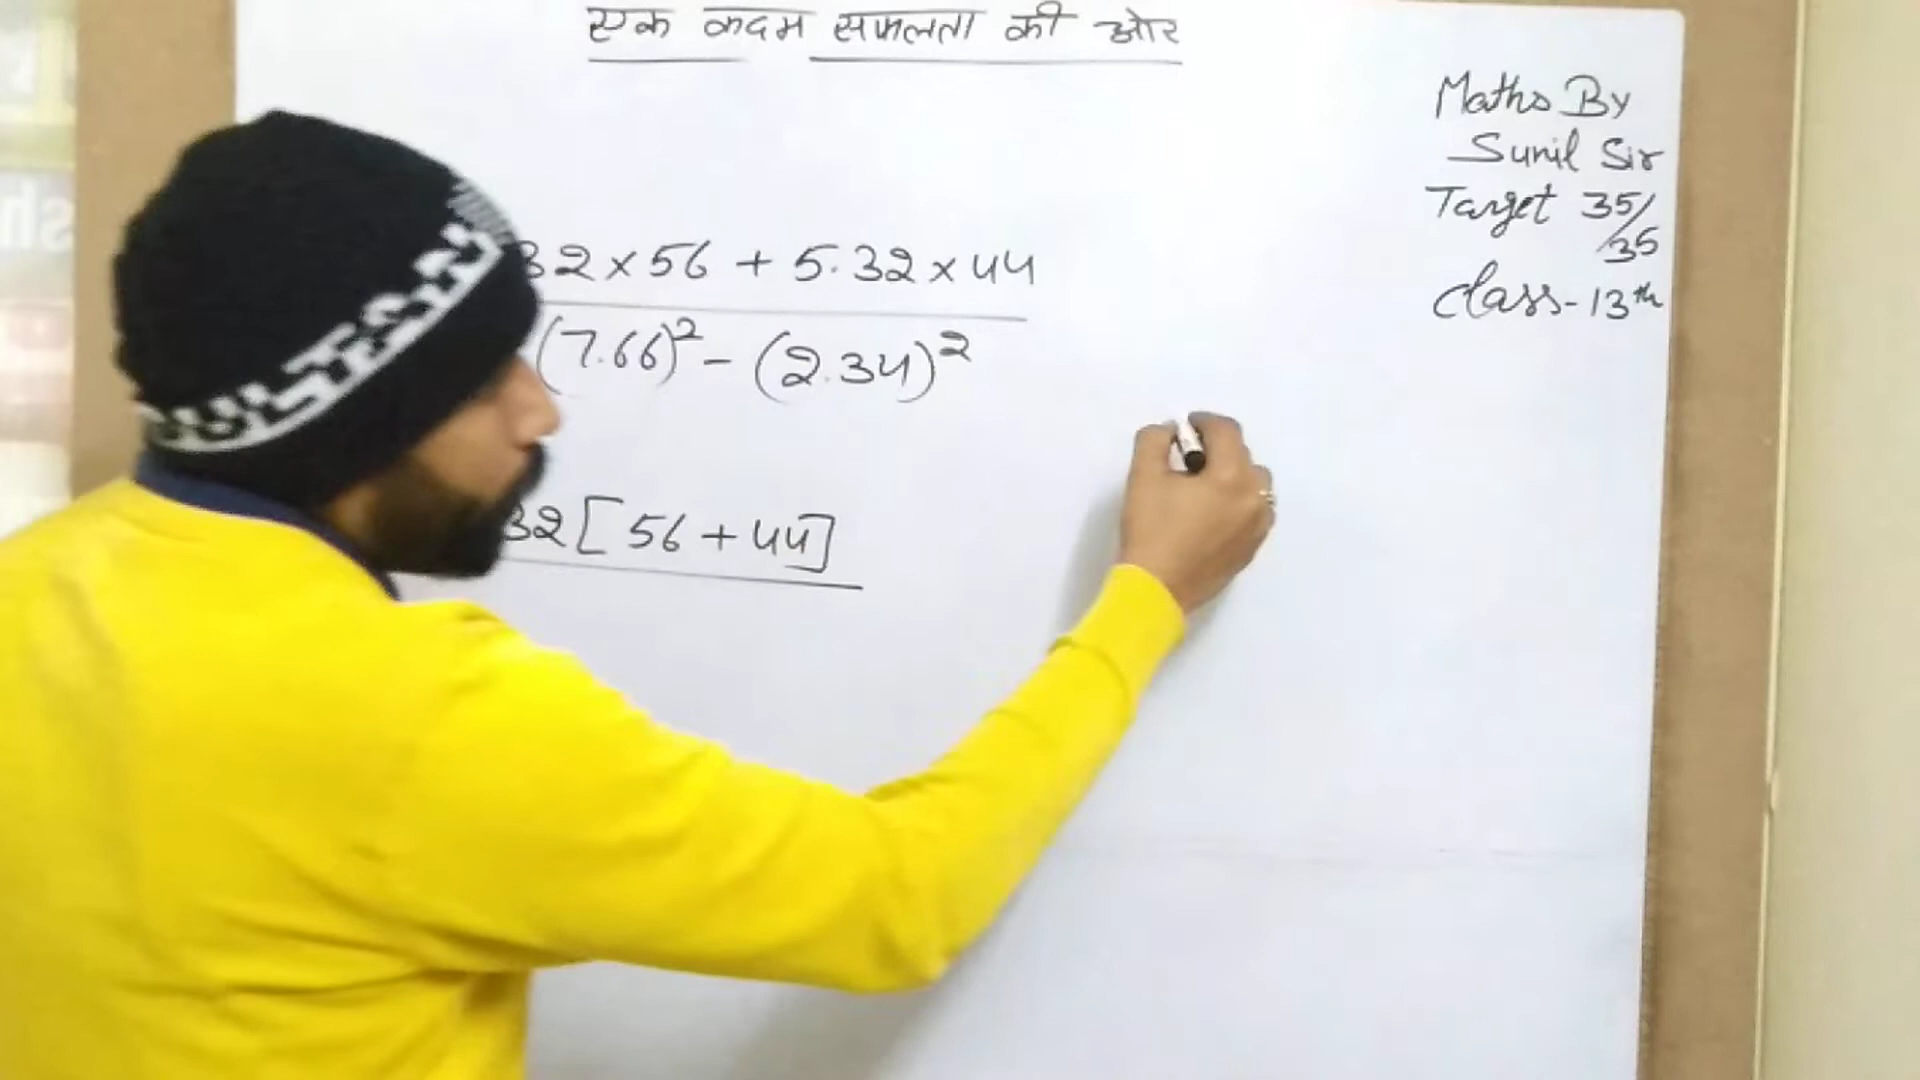 एक कदम सफलता की ओर
Maths By
Sunil Sir
Target 35/35
Class-13th
32×56 + 5.32×44
(7.66)² - (2.34)²
32[56+44]